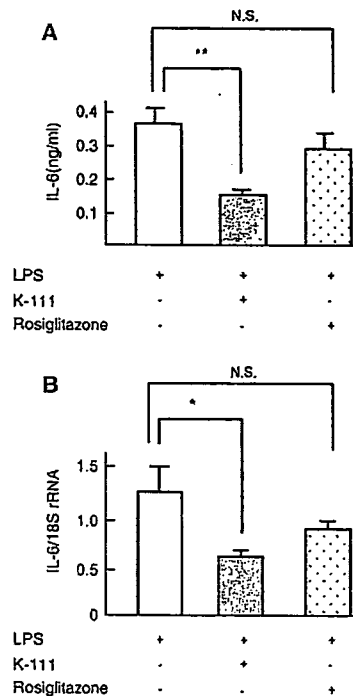 A
N.S.
**
IL-6(ng/ml)
0.4
0.3
0.2
0.1
LPS + + +
K-111 - + -
Rosiglitazone - - +
B
N.S.
*
IL-6/18S rRNA
1.5
1.0
0.5
0
LPS + + +
K-111 - + -
Rosiglitazone - - +